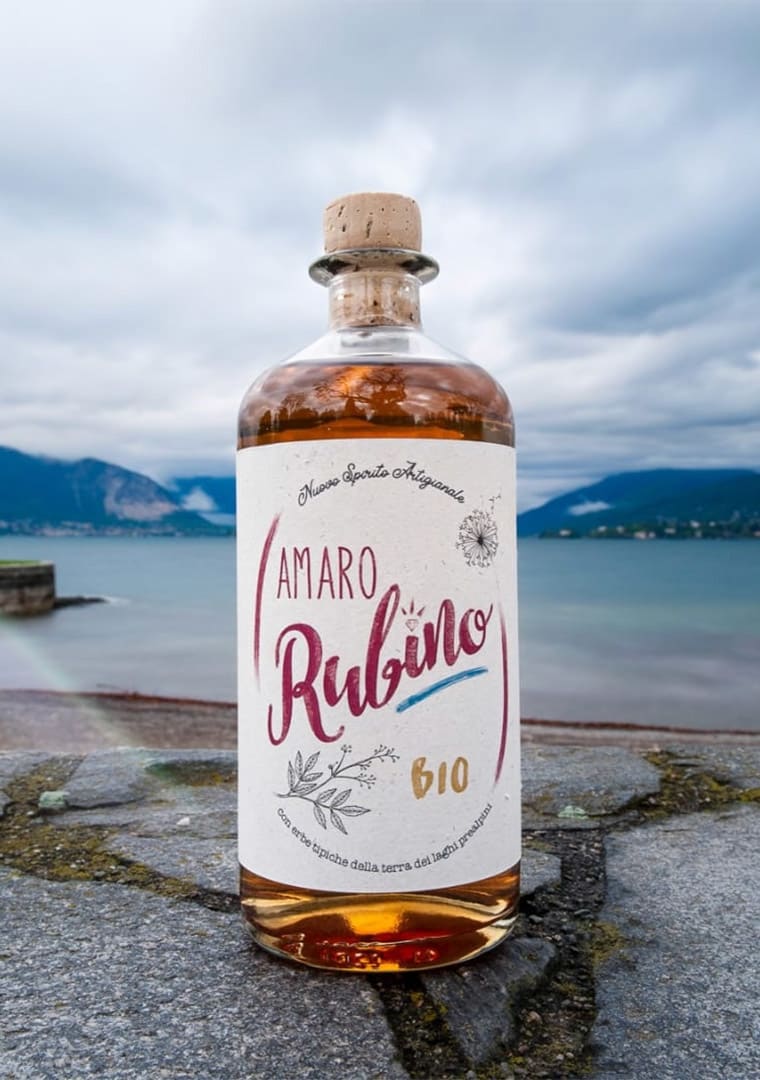 Nuovo Spirito Artigianale
AMARO
Rubino
BIO
con erbe tipiche della terra dei laghi prealpini